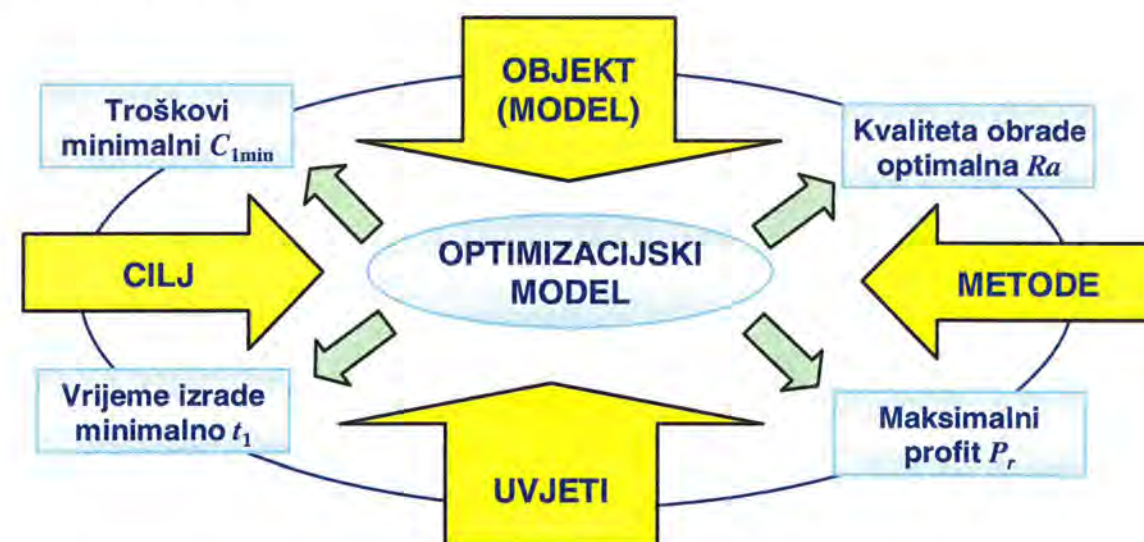 OBJEKT
(MODEL)
Troškovi
minimalni C1min
Kvaliteta obrade
optimalna Ra
CILJ
OPTIMIZACIJSKI
MODEL
METODE
Vrijeme izrade
minimalno t1
Maksimalni
profit Pr
UVJETI